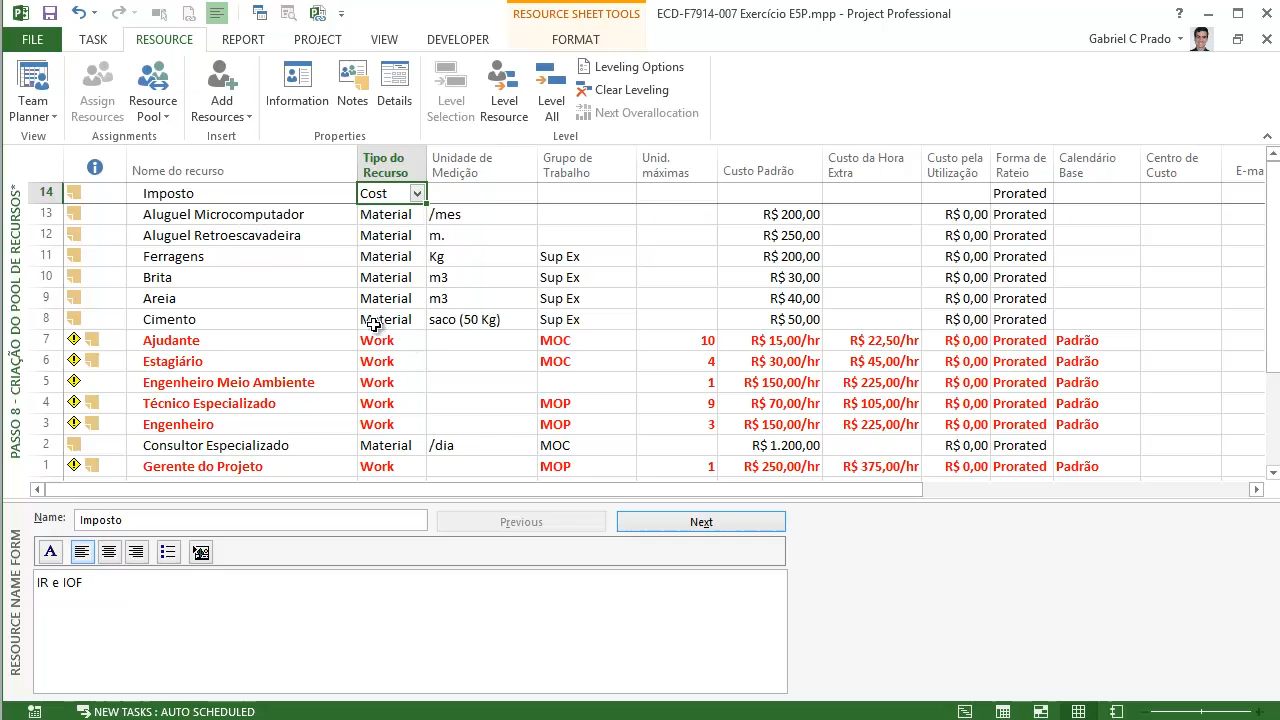 RESOURCE SHEET TOOLS
ECD-F7914-007 Exercício E5P.mpp - Project Professional
FILE TASK RESOURCE REPORT PROJECT VIEW DEVELOPER FORMAT
Gabriel C Prado
Team Planner
Assign Resources
Resource Pool
Add Resources
Information
Notes
Details
Level Selection
Level Resource
Level All
Leveling Options
Clear Leveling
Next Overallocation
View Assignments Insert Properties Level
PASSO 8 - CRIAÇÃO DO POOL DE RECURSOS*
Nome do recurso
Tipo do Recurso
Unidade de Medição
Grupo de Trabalho
Unid. máximas
Custo Padrão
Custo da Hora Extra
Custo pela Utilização
Forma de Rateio
Calendário Base
Centro de Custo
E-ma
14 Imposto Cost Prorated
13 Aluguel Microcomputador Material /mes R$ 200,00 R$ 0,00 Prorated
12 Aluguel Retroescavadeira Material m. R$ 250,00 R$ 0,00 Prorated
11 Ferragens Material Kg Sup Ex R$ 200,00 R$ 0,00 Prorated
10 Brita Material m3 Sup Ex R$ 30,00 R$ 0,00 Prorated
9 Areia Material m3 Sup Ex R$ 40,00 R$ 0,00 Prorated
8 Cimento Material saco (50 Kg) Sup Ex R$ 50,00 R$ 0,00 Prorated
7 Ajudante Work MOC 10 R$ 15,00/hr R$ 22,50/hr R$ 0,00 Prorated Padrão
6 Estagiário Work MOC 4 R$ 30,00/hr R$ 45,00/hr R$ 0,00 Prorated Padrão
5 Engenheiro Meio Ambiente Work 1 R$ 150,00/hr R$ 225,00/hr R$ 0,00 Prorated Padrão
4 Técnico Especializado Work MOP 9 R$ 70,00/hr R$ 105,00/hr R$ 0,00 Prorated Padrão
3 Engenheiro Work MOP 3 R$ 150,00/hr R$ 225,00/hr R$ 0,00 Prorated Padrão
2 Consultor Especializado Material /dia MOC R$ 1.200,00 R$ 0,00 Prorated
1 Gerente do Projeto Work MOP 1 R$ 250,00/hr R$ 375,00/hr R$ 0,00 Prorated Padrão
RESOURCE NAME FORM
Name: Imposto Previous Next
A
IR e IOF
NEW TASKS : AUTO SCHEDULED